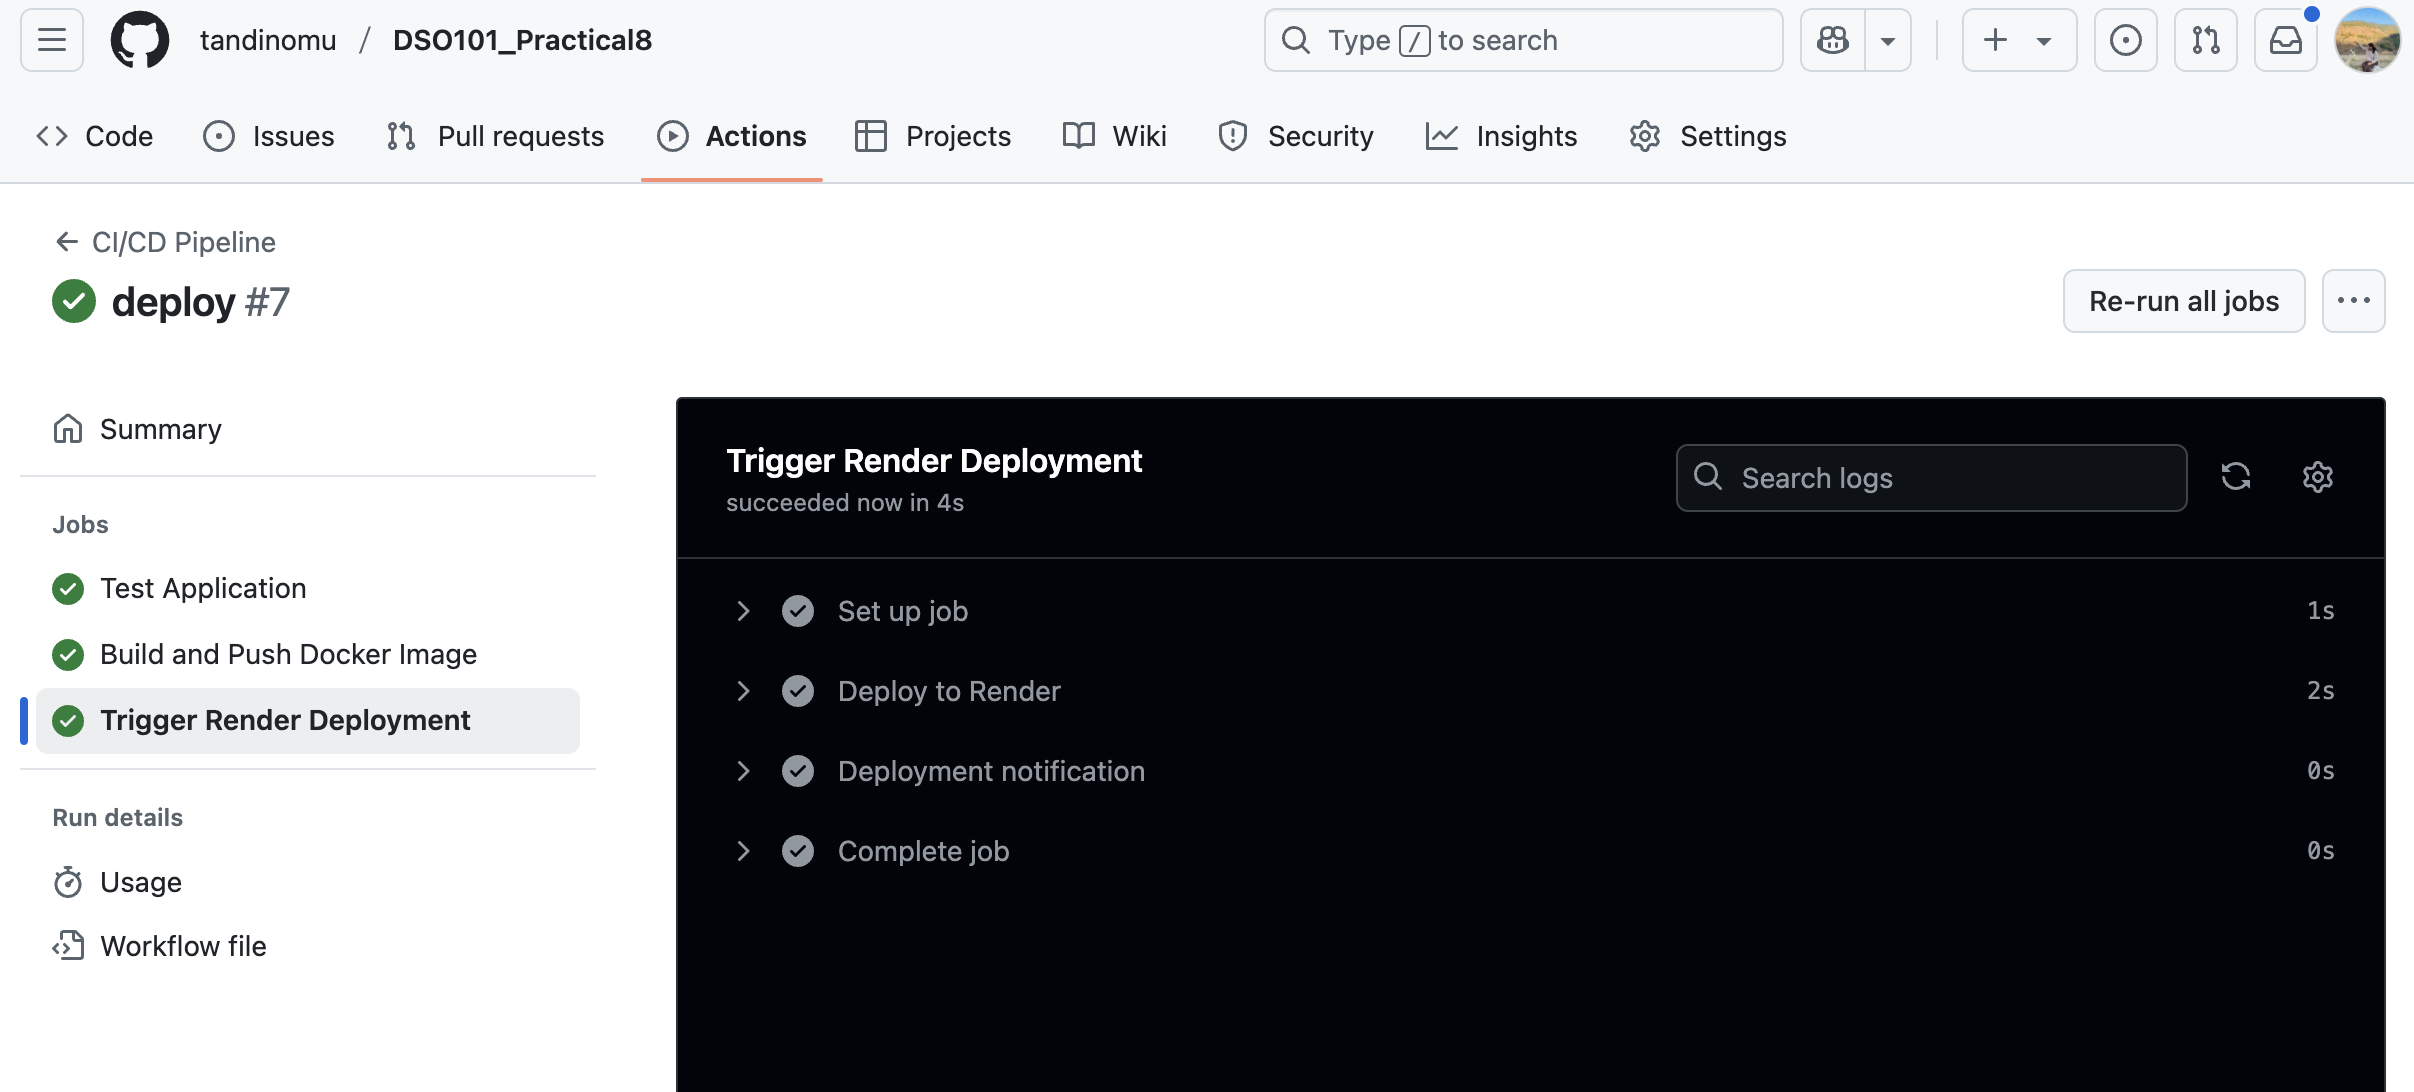 tandinomu / DSO101_Practical8
Type / to search
Code Issues Pull requests Actions Projects Wiki Security Insights Settings
CI/CD Pipeline
deploy #7
Re-run all jobs
Summary
Jobs
Test Application
Build and Push Docker Image
Trigger Render Deployment
Run details
Usage
Workflow file
Trigger Render Deployment
succeeded now in 4s
Search logs
Set up job 1s
Deploy to Render 2s
Deployment notification 0s
Complete job 0s